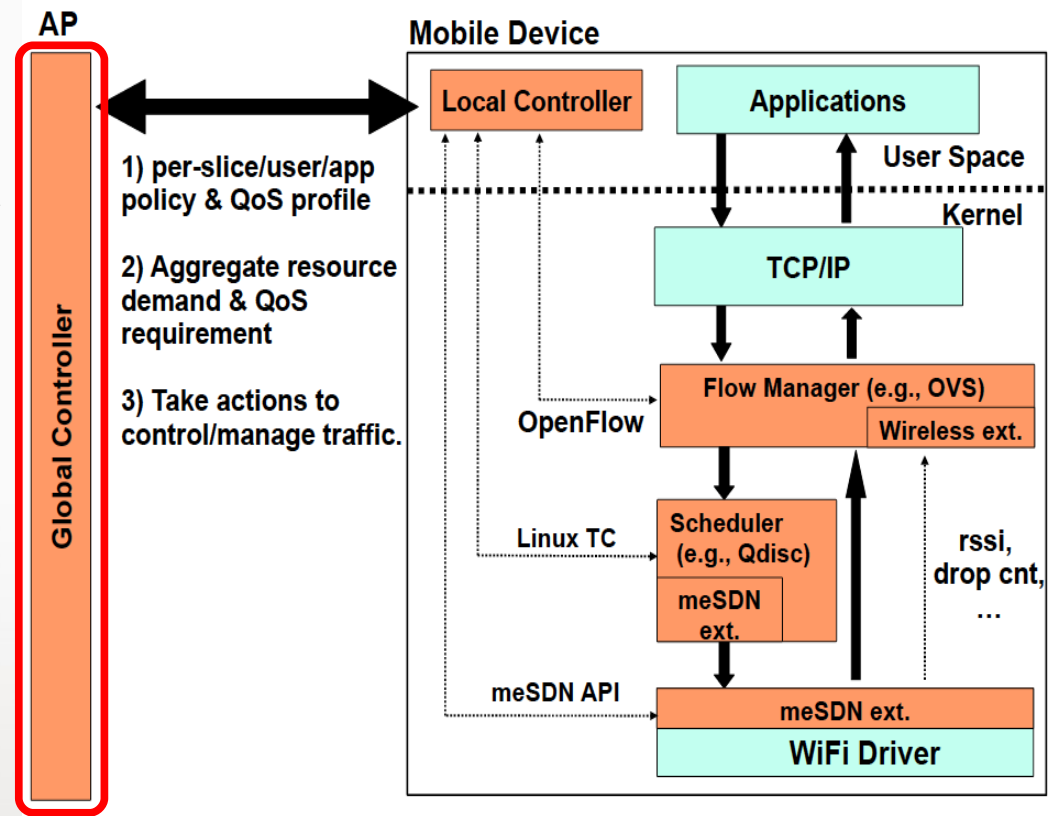 AP
Global Controller
1) per-slice/user/app
policy & QoS profile
2) Aggregate resource
demand & QoS
requirement
3) Take actions to
control/manage traffic.
Mobile Device
Local Controller
Applications
User Space
Kernel
TCP/IP
Flow Manager (e.g., OVS)
Wireless ext.
OpenFlow
Scheduler
(e.g., Qdisc)
meSDN
ext.
Linux TC
rssi,
drop cnt,
...
meSDN API
meSDN ext.
WiFi Driver